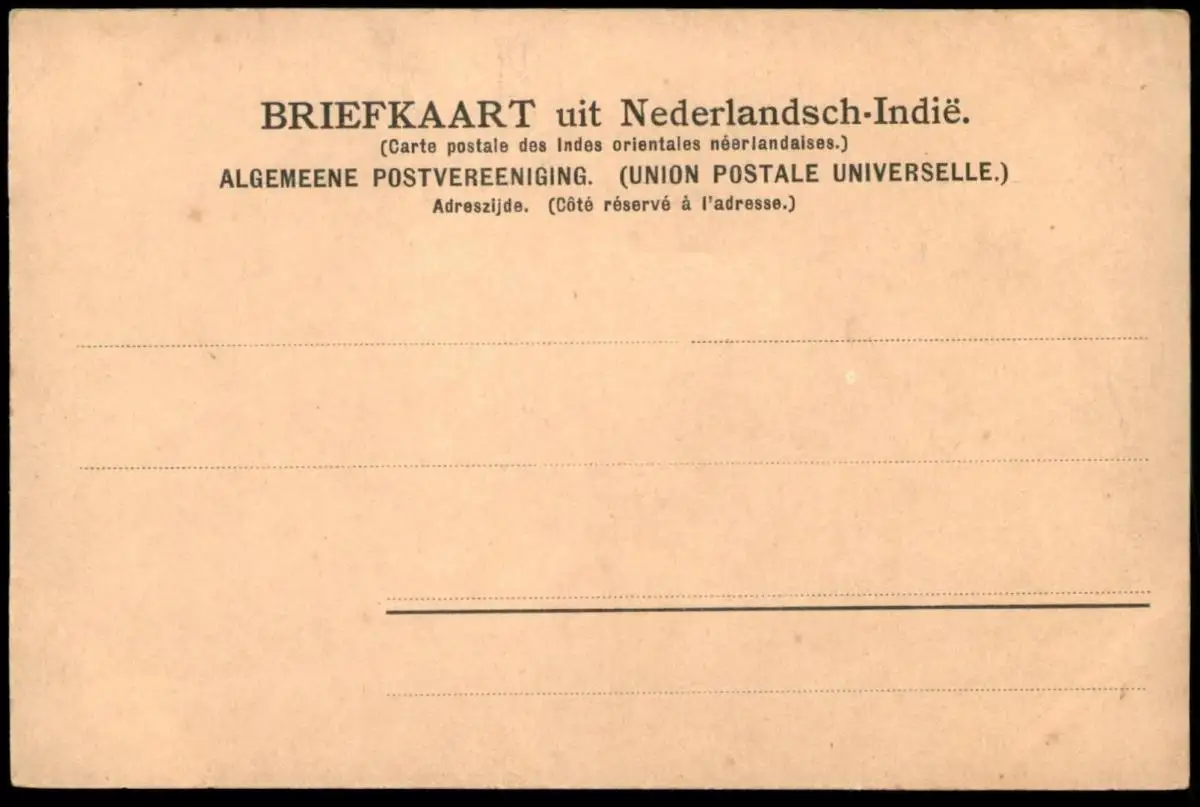 BRIEFKAART uit Nederlandsch-Indië.
(Carte postale des Indes orientales néerlandaises.)
ALGEMEENE POSTVEREENIGING. (UNION POSTALE UNIVERSELLE.)
Adreszijde. (Côté réservé à l'adresse.)